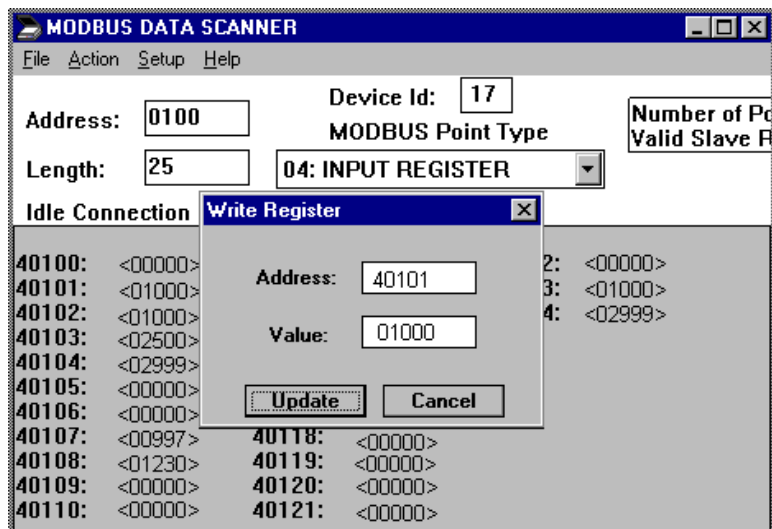 MODBUS DATA SCANNER
File Action Setup Help
Device Id: 17
Address: 0100
MODBUS Point Type
Number of Po
Valid Slave R
Length: 25
04: INPUT REGISTER
Idle Connection
Write Register
Address: 40101
Value: 01000
Update Cancel
40100: <00000> 2: <00000>
40101: <01000> 3: <01000>
40102: <01000> 4: <02999>
40103: <02500>
40104: <02999>
40105: <00000>
40106: <00000>
40107: <00997> 40118: <00000>
40108: <01230> 40119: <00000>
40109: <00000> 40120: <00000>
40110: <00000> 40121: <00000>